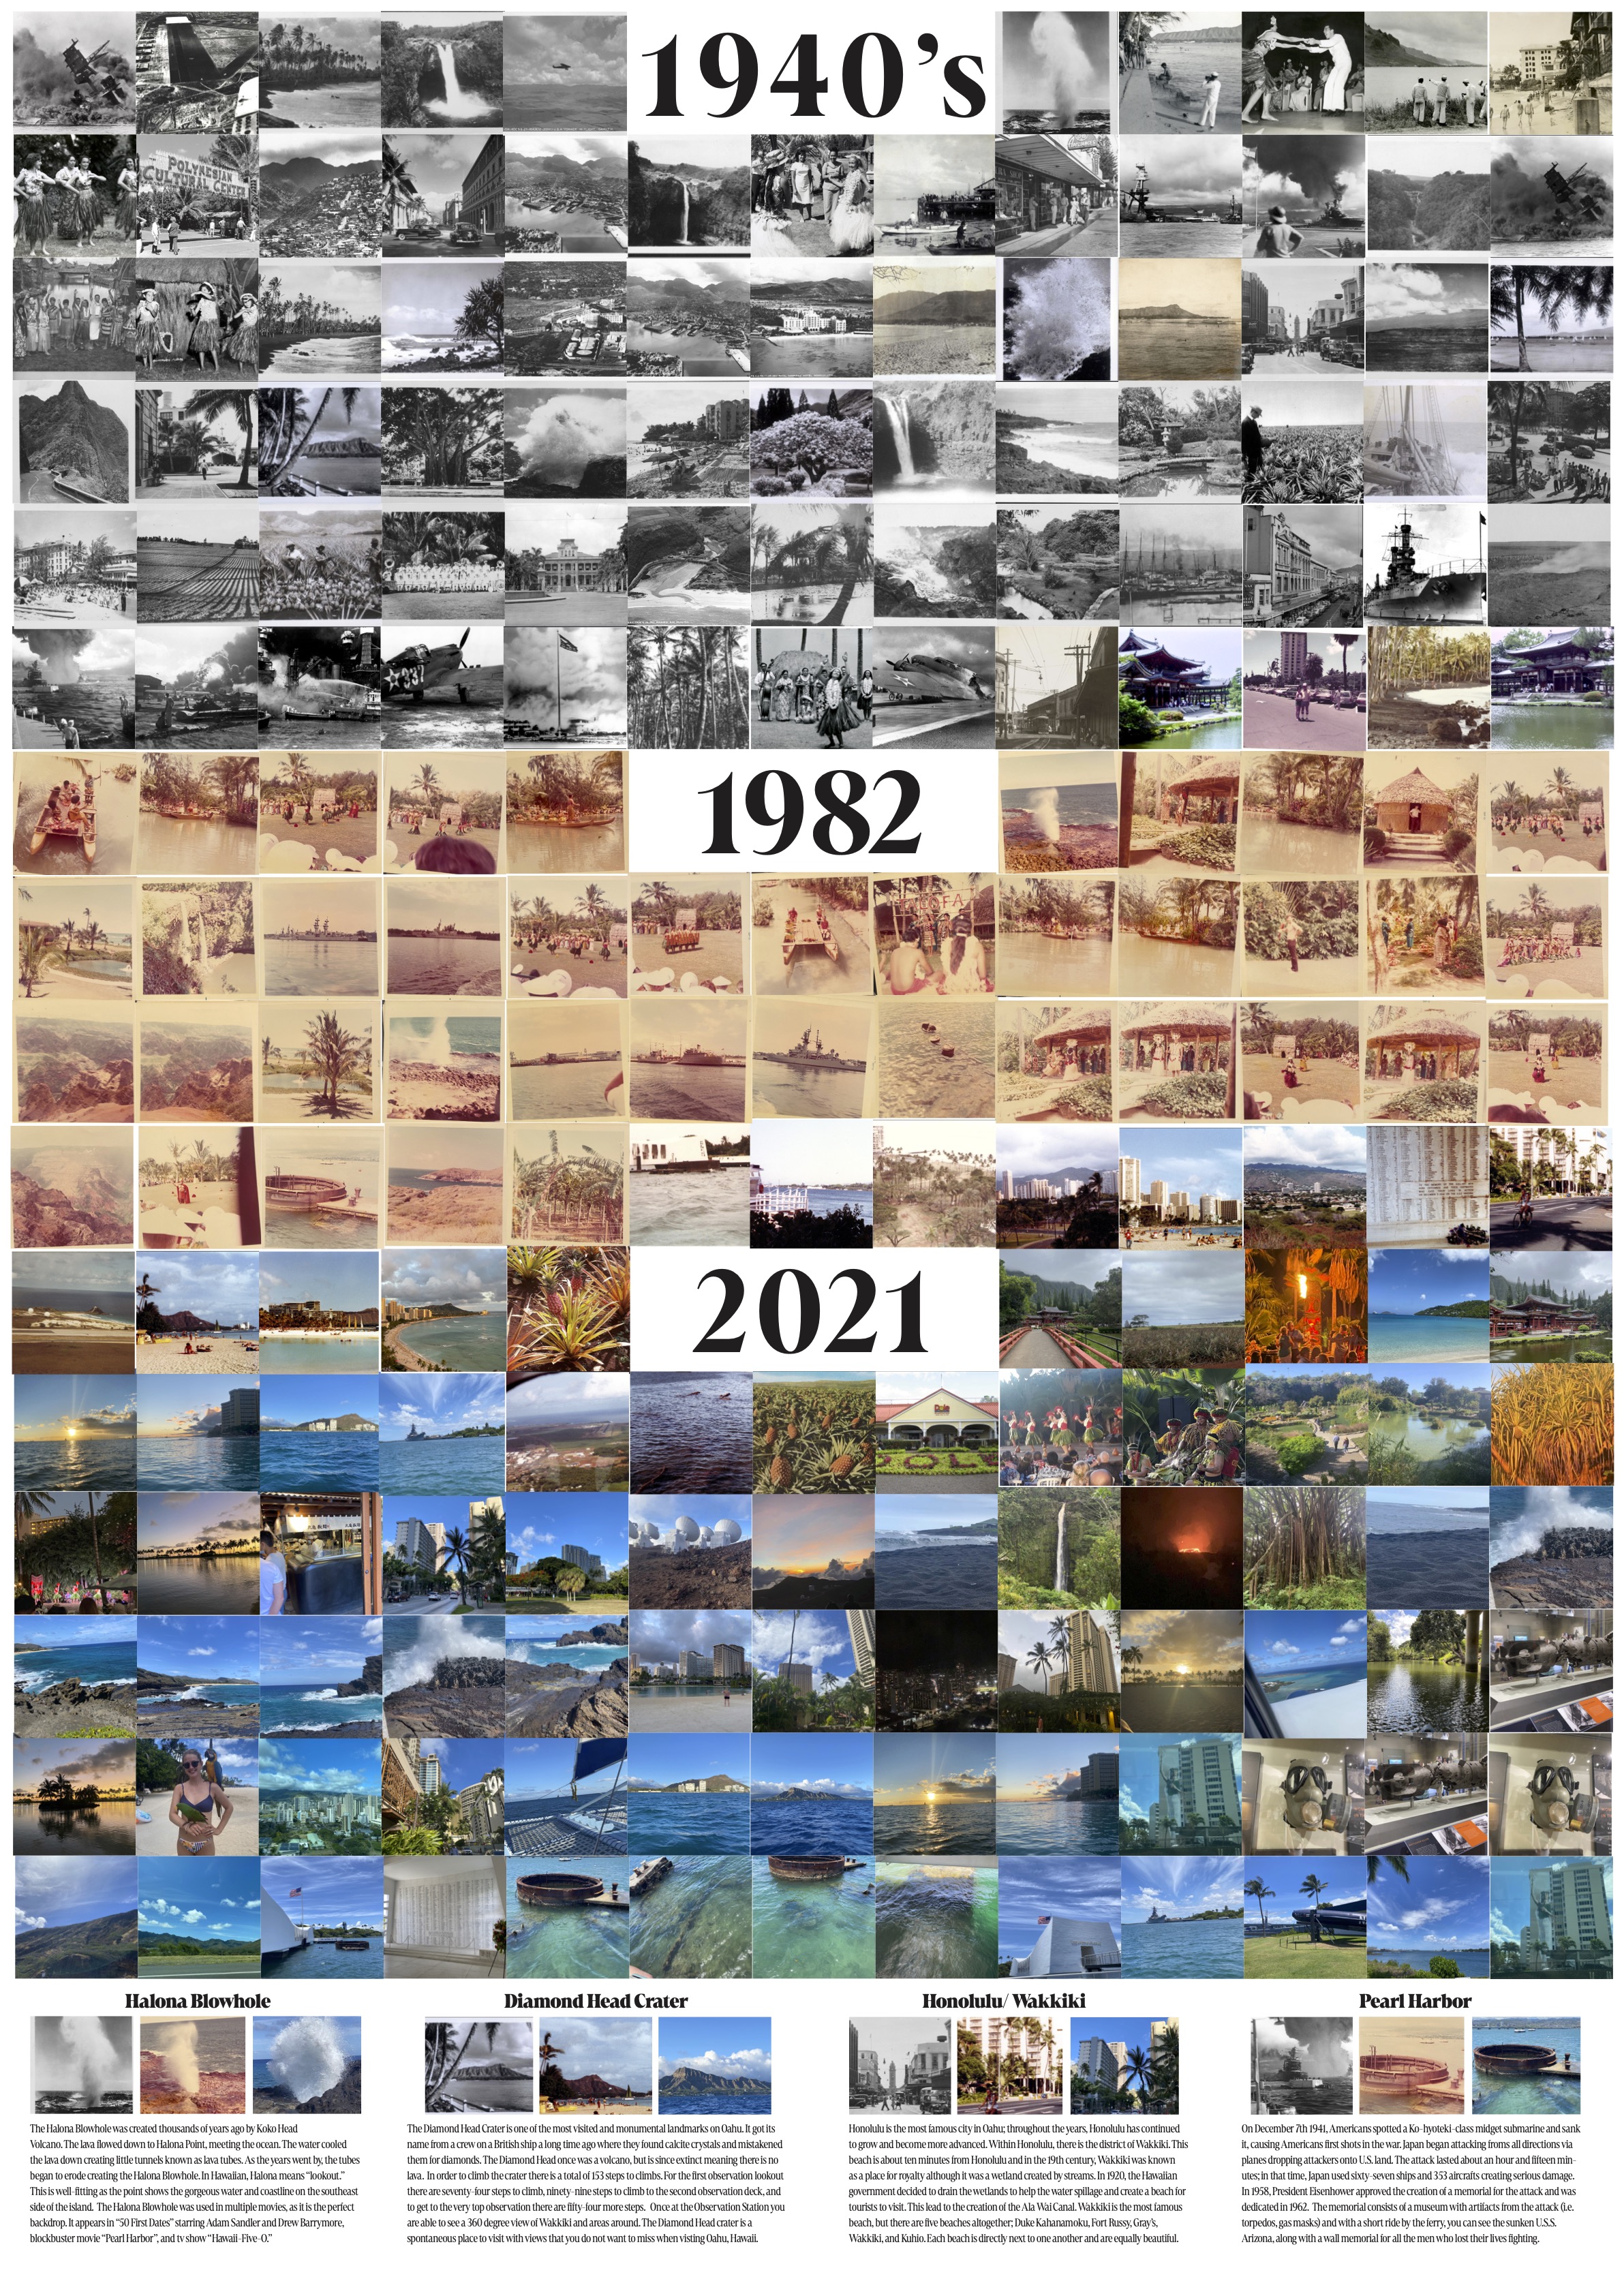 1940's
POLYNESIAN
CULTURAL CENTER
337
1982
2021
Dole
DOLE
Halona Blowhole
The Halona Blowhole was created thousands of years ago by Koko Head
Volcano. The lava flowed down to Halona Point, meeting the ocean. The water cooled
the lava down creating little tunnels known as lava tubes. As the years went by, the tubes
began to erode creating the Halona Blowhole. In Hawaiian, Halona means “lookout.”
This is well-fitting as the point shows the gorgeous water and coastline on the southeast
side of the island. The Halona Blowhole was used in multiple movies, as it is the perfect
backdrop. It appears in “50 First Dates” starring Adam Sandler and Drew Barrymore,
blockbuster movie “Pearl Harbor”, and tv show “Hawaii-Five-O.”
Diamond Head Crater
The Diamond Head Crater is one of the most visited and monumental landmarks on Oahu. It got its
name from a crew on a British ship a long time ago where they found calcite crystals and mistakened
them for diamonds. The Diamond Head once was a volcano, but is since extinct meaning there is no
lava. In order to climb the crater there is a total of 153 steps to climbs. For the first observation lookout
there are seventy-four steps to climb, ninety-nine steps to climb to the second observation deck, and
to get to the very top observation there are fifty-four more steps. Once at the Observation Station you
are able to see a 360 degree view of Wakkiki and areas around. The Diamond Head crater is a
spontaneous place to visit with views that you do not want to miss when visting Oahu, Hawaii.
Honolulu/ Wakkiki
Honolulu is the most famous city in Oahu; throughout the years, Honolulu has continued
to grow and become more advanced. Within Honolulu, there is the district of Wakkiki. This
beach is about ten minutes from Honolulu and in the 19th century, Wakkiki was known
as a place for royalty although it was a wetland created by streams. In 1920, the Hawaiian
government decided to drain the wetlands to help the water spillage and create a beach for
tourists to visit. This lead to the creation of the Ala Wai Canal. Wakkiki is the most famous
beach, but there are five beaches altogether; Duke Kahanamoku, Fort Russy, Gray's,
Wakkiki, and Kuhio. Each beach is directly next to one another and are equally beautiful.
Pearl Harbor
On December 7th 1941, Americans spotted a Ko-hyoteki-class midget submarine and sank
it, causing Americans first shots in the war. Japan began attacking froms all directions via
planes dropping attackers onto U.S. land. The attack lasted about an hour and fifteen min-
utes; in that time, Japan used sixty-seven ships and 353 aircrafts creating serious damage.
In 1958, President Eisenhower approved the creation of a memorial for the attack and was
dedicated in 1962. The memorial consists of a museum with artifacts from the attack (i.e.
torpedos, gas masks) and with a short ride by the ferry, you can see the sunken U.S.S.
Arizona, along with a wall memorial for all the men who lost their lives fighting.